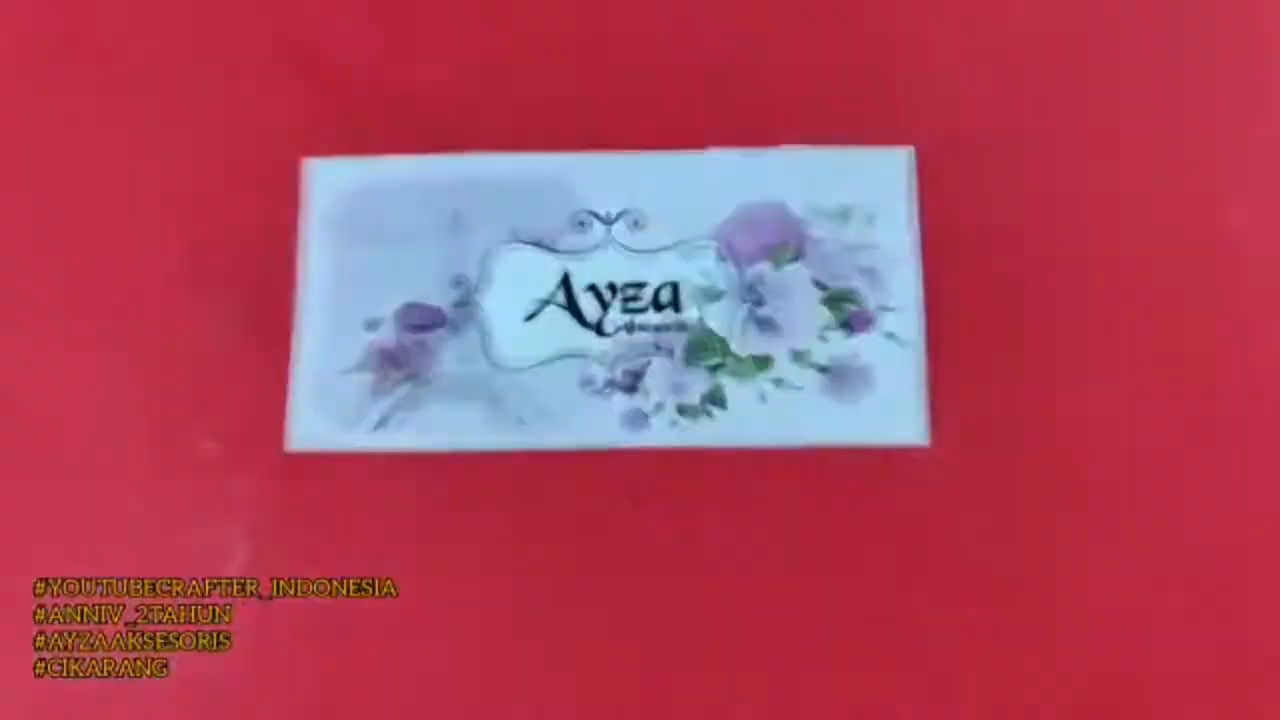 Ayza
#YOUTUBECRAFTER_INDONESIA
#ANNIV_2TAHUN
#AYZAAKSESORIS
#CIKARANG